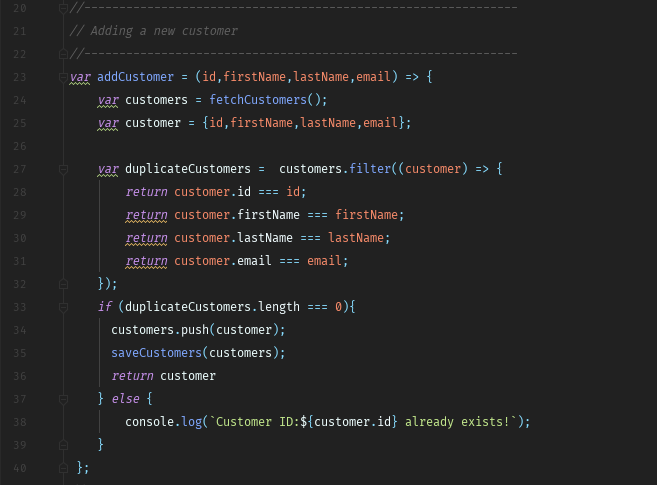 20 //--------------------------------------------------------------
21 // Adding a new customer
22 //--------------------------------------------------------------
23 var addCustomer = (id,firstName,lastName,email) => {
24     var customers = fetchCustomers();
25     var customer = {id,firstName,lastName,email};
26
27     var duplicateCustomers =  customers.filter((customer) => {
28         return customer.id === id;
29         return customer.firstName === firstName;
30         return customer.lastName === lastName;
31         return customer.email === email;
32     });
33     if (duplicateCustomers.length === 0){
34       customers.push(customer);
35       saveCustomers(customers);
36       return customer
37     } else {
38         console.log(`Customer ID:${customer.id} already exists!`);
39     }
40  };